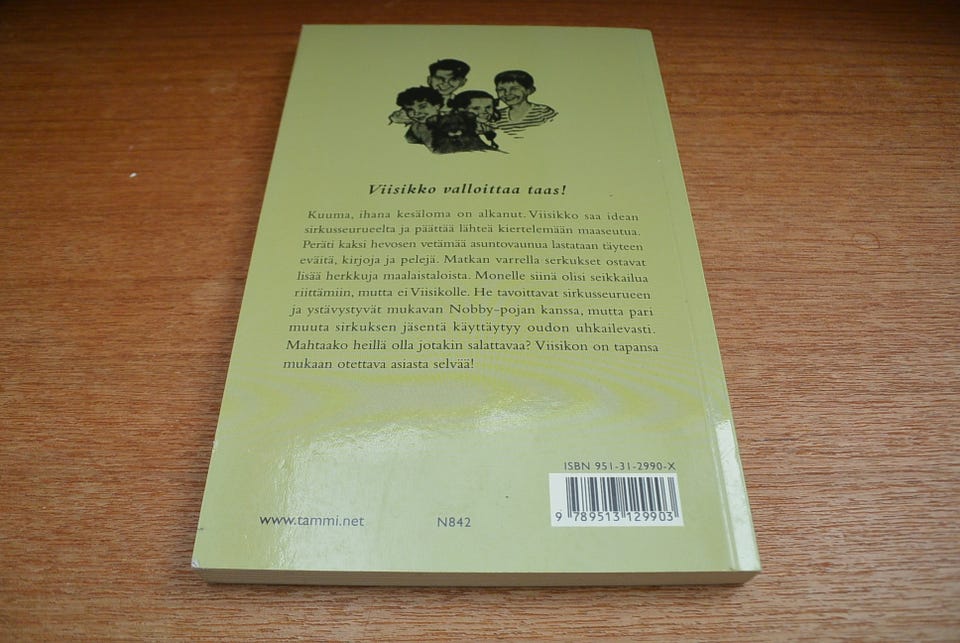 Viisikko valloittaa taas!
Kuuma, ihana kesäloma on alkanut. Viisikko saa idean
sirkusseurueelta ja päättää lähteä kiertelemään maaseutua.
Peräti kaksi hevosen vetämää asuntovaunua lastataan täyteen
eväitä, kirjoja ja pelejä. Matkan varrella serkukset ostavat
lisää herkkuja maalaistaloista. Monelle siinä olisi seikkailua
riittämiin, mutta ei Viisikolle. He tavoittavat sirkusseurueen
ja ystävystyvät mukavan Nobby-pojan kanssa, mutta pari
muuta sirkuksen jäsentä käyttäytyy oudon uhkailevasti.
Mahtaako heillä olla jotakin salattavaa? Viisikon on tapansa
mukaan otettava asiasta selvää!
ISBN 951-31-2990-X
9 789513 129903
www.tammi.net
N842